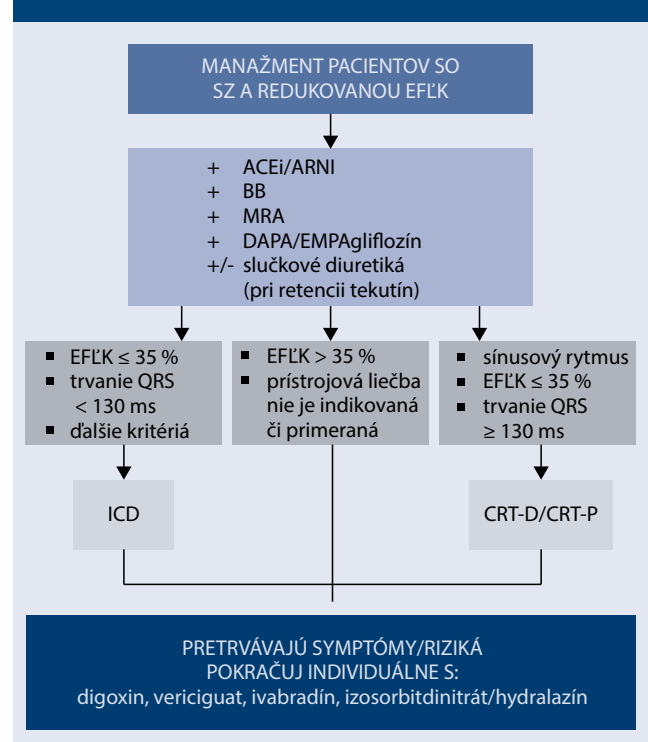 MANAŽMENT PACIENTOV SO
SZ A REDUKOVANOU EFĽK
+ ACEi/ARNI
+ BB
+ MRA
+ DAPA/EMPAgliflozín
+/- slučkové diuretiká
(pri retencii tekutín)
▪ EFĽK ≤ 35 %
▪ trvanie QRS
< 130 ms
▪ ďalšie kritériá
▪ EFĽK > 35 %
▪ prístrojová liečba
nie je indikovaná
či primeraná
▪ sínusový rytmus
▪ EFĽK ≤ 35 %
▪ trvanie QRS
≥ 130 ms
ICD
CRT-D/CRT-P
PRETRVÁVAJÚ SYMPTÓMY/RIZIKÁ
POKRAČUJ INDIVIDUÁLNE S:
digoxin, vericiguat, ivabradín, izosorbitdinitrát/hydralazín